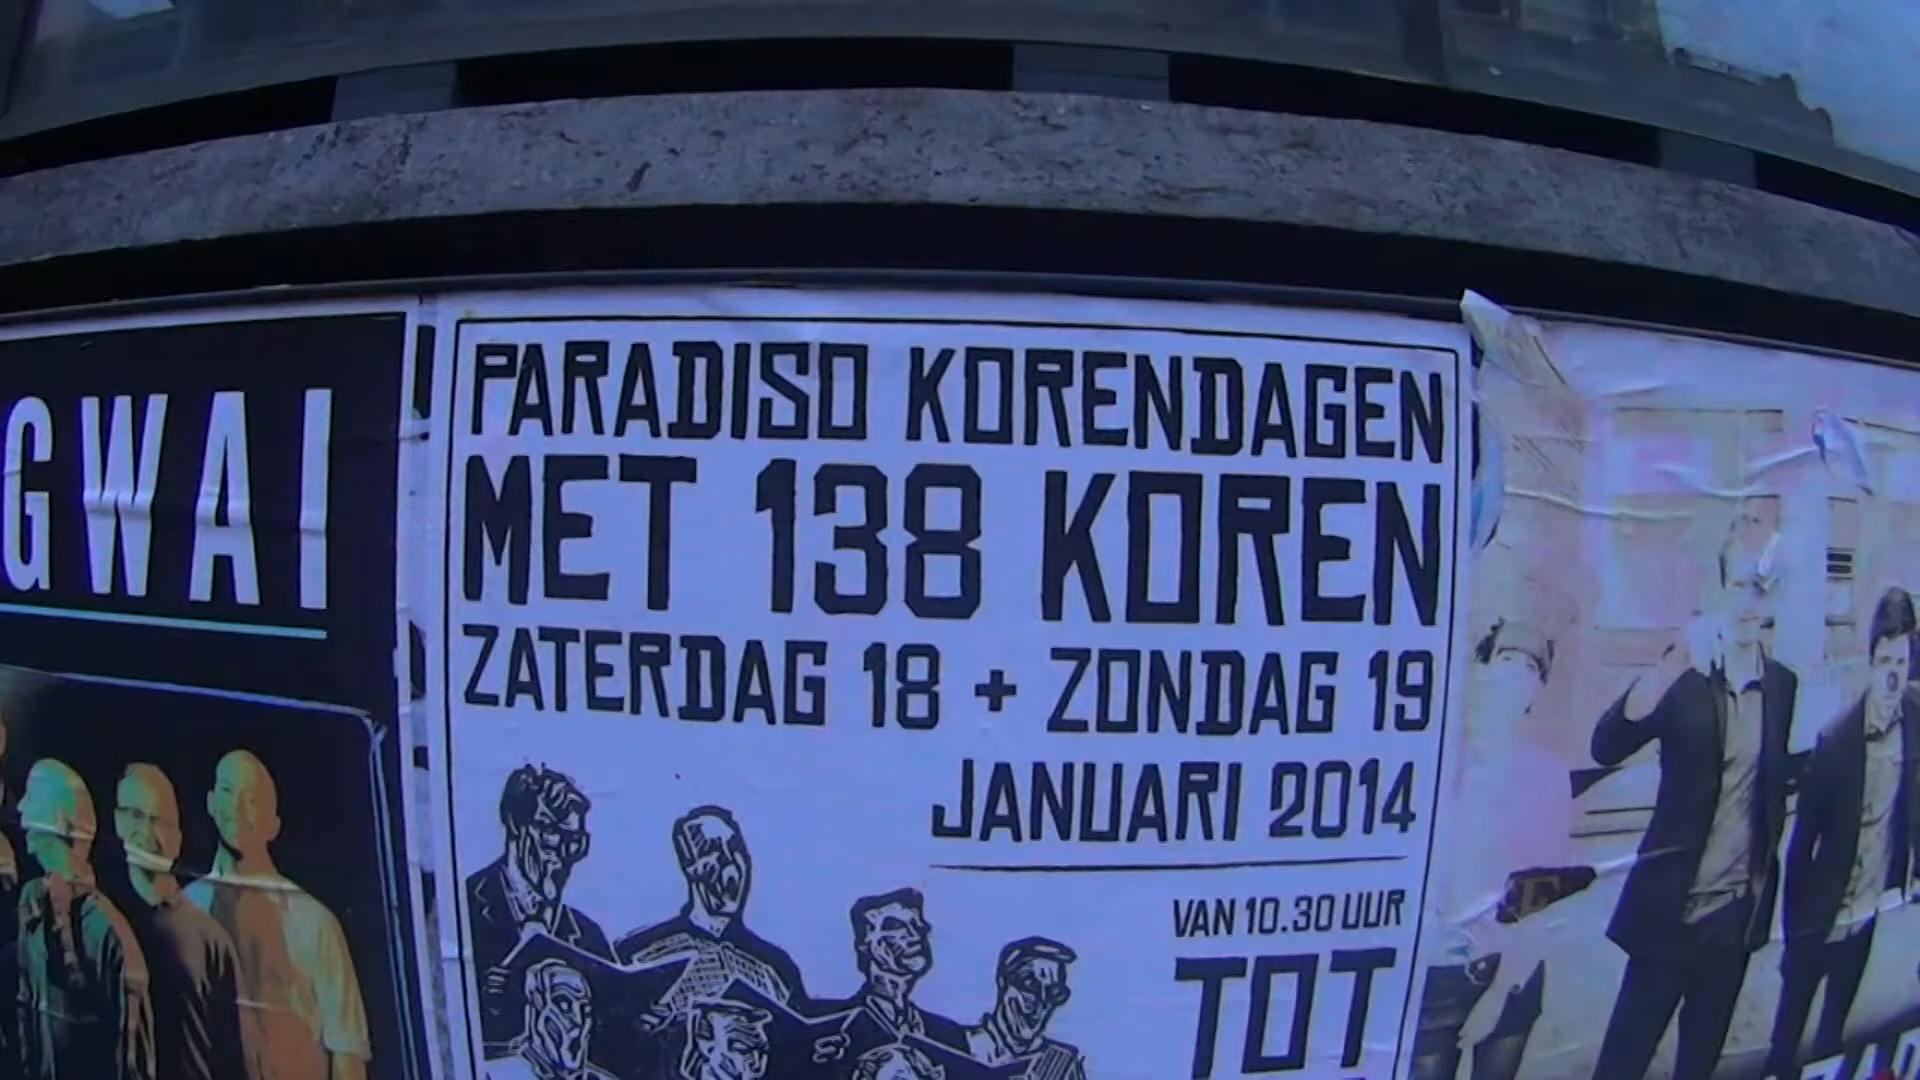 GWAI
PARADISO KORENDAGEN
MET 138 KOREN
ZATERDAG 18 + ZONDAG 19
JANUARI 2014
VAN 10.30 UUR
TOT